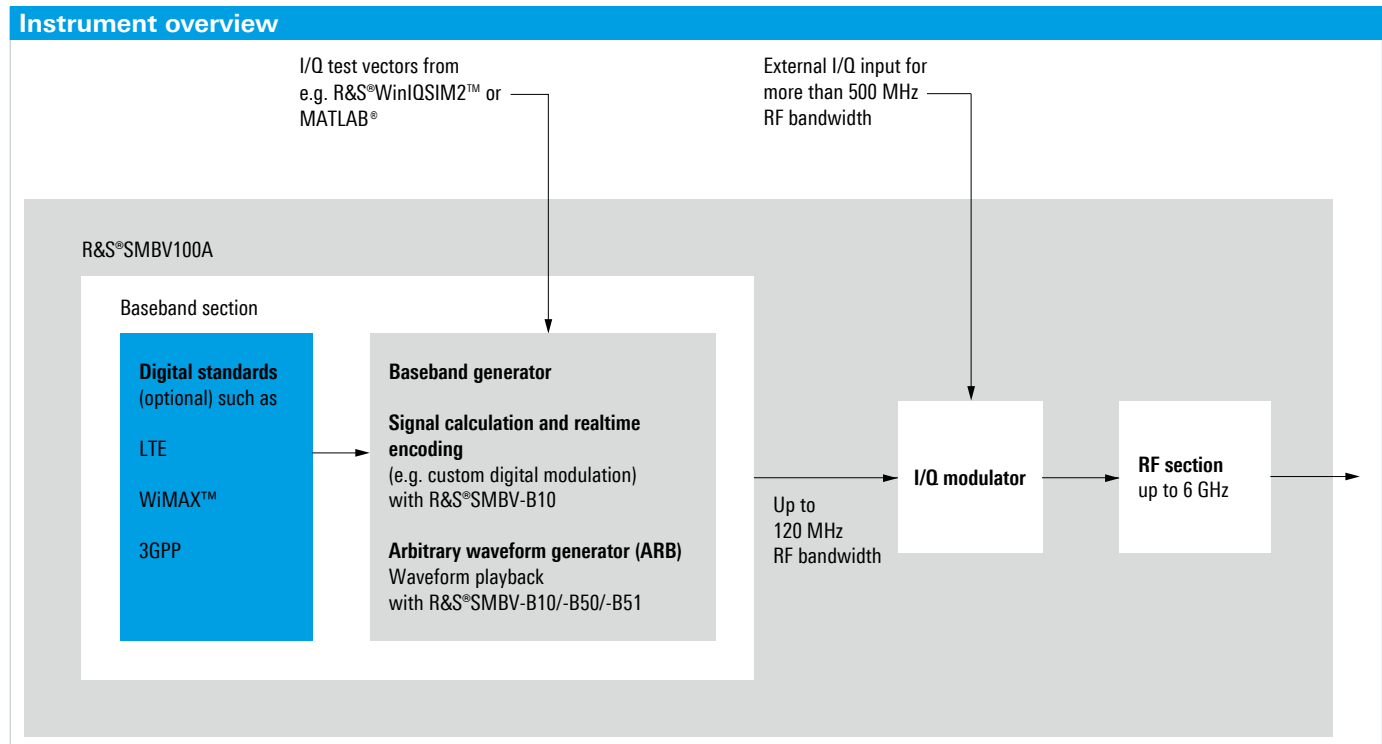 Instrument overview
I/Q test vectors from
e.g. R&S®WinIQSIM2™ or
MATLAB®
External I/Q input for
more than 500 MHz
RF bandwidth
R&S®SMBV100A
Baseband section
Digital standards
(optional) such as
LTE
WiMAX™
3GPP
Baseband generator
Signal calculation and realtime
encoding
(e.g. custom digital modulation)
with R&S®SMBV-B10
Arbitrary waveform generator (ARB)
Waveform playback
with R&S®SMBV-B10/-B50/-B51
Up to
120 MHz
RF bandwidth
I/Q modulator
RF section
up to 6 GHz